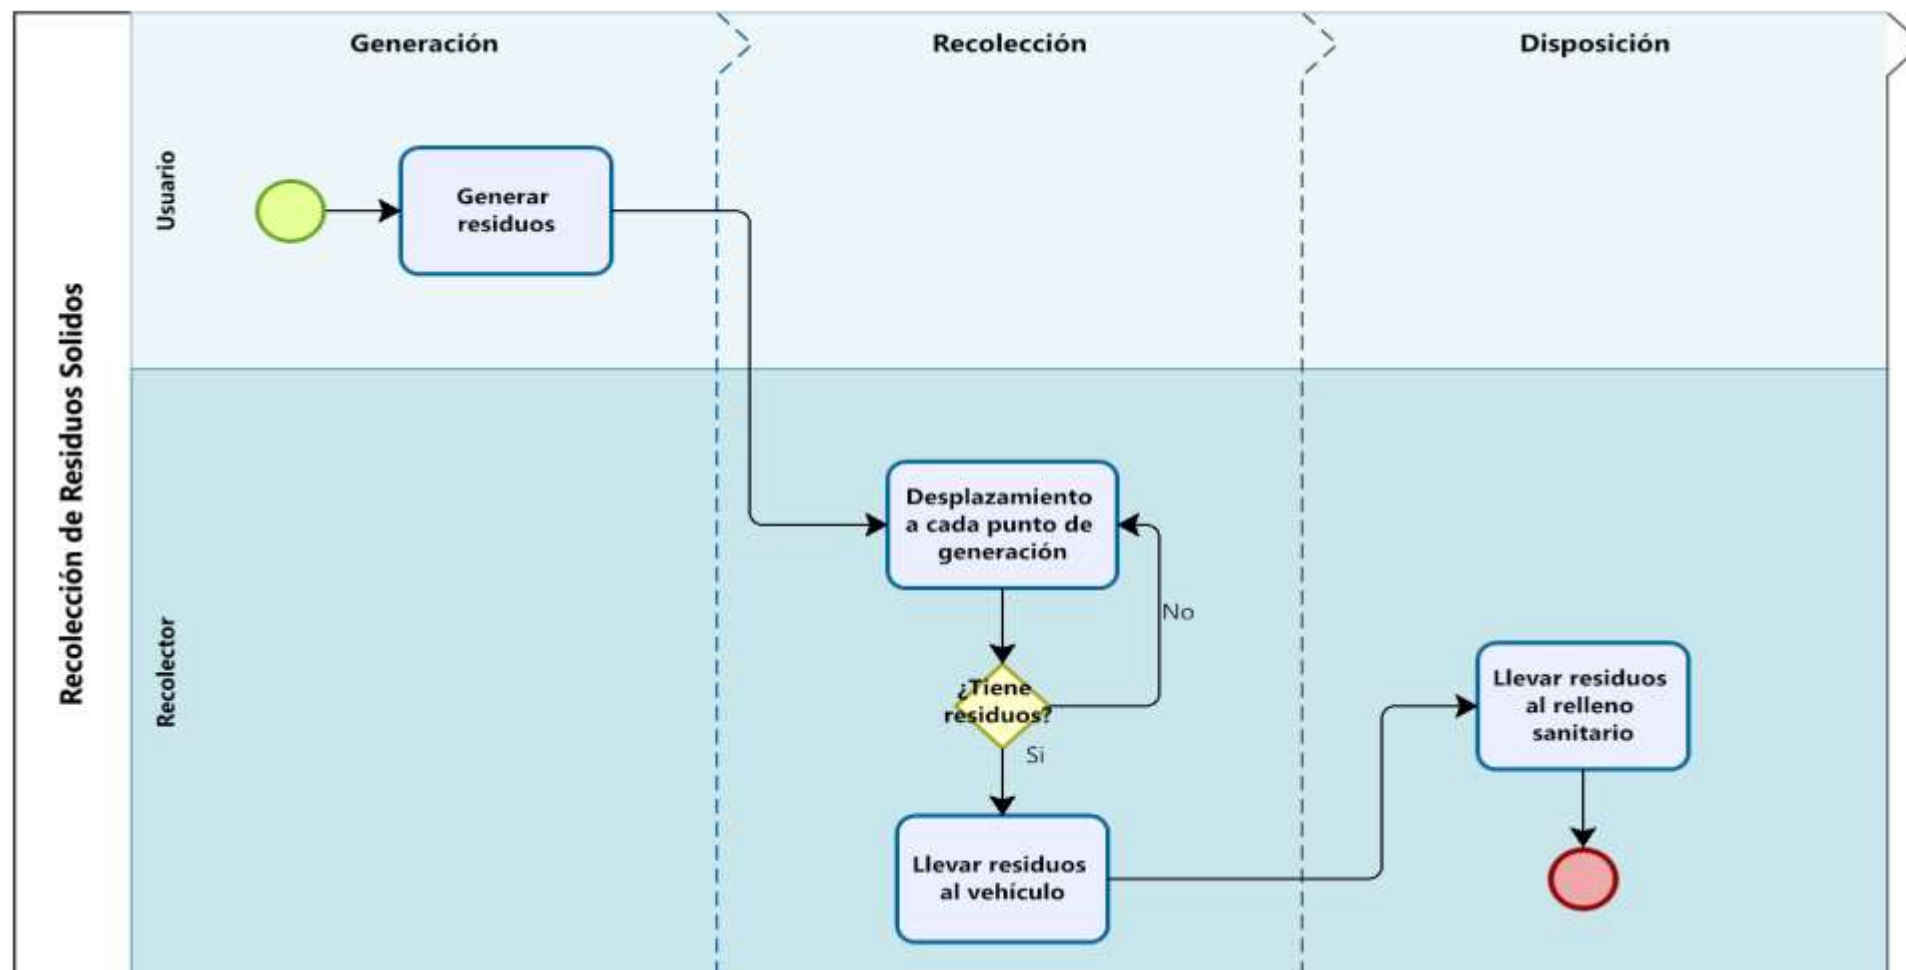 Recolección de Residuos Solidos
Generación
Recolección
Disposición
Usuario
Generar
residuos
Recolector
Desplazamiento
a cada punto de
generación
No
¿Tiene
residuos?
Si
Llevar residuos
al vehículo
Llevar residuos
al relleno
sanitario